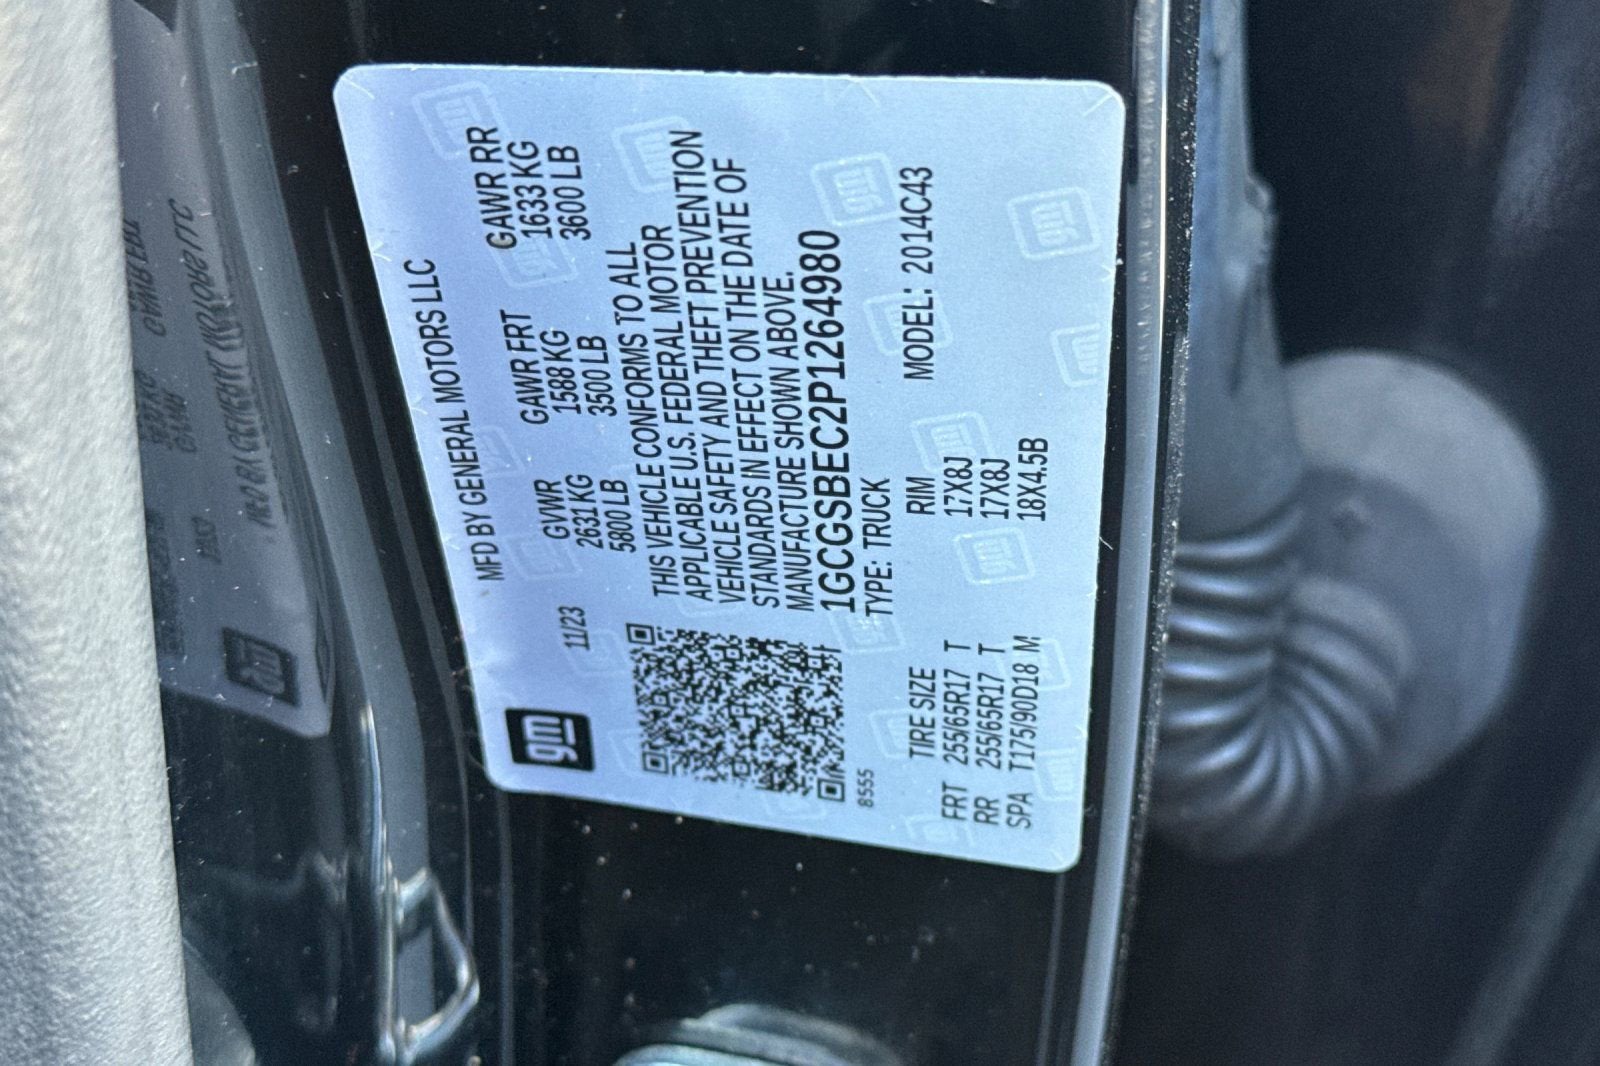 gm
11/23
MFD BY GENERAL MOTORS LLC
GVWR GAWR FRT GAWR RR
2631 KG 1588 KG 1633 KG
5800 LB 3500 LB 3600 LB
THIS VEHICLE CONFORMS TO ALL
APPLICABLE U.S. FEDERAL MOTOR
VEHICLE SAFETY AND THEFT PREVENTION
STANDARDS IN EFFECT ON THE DATE OF
MANUFACTURE SHOWN ABOVE.
1GCGSBEC2P1264980
8555 TYPE: TRUCK MODEL: 2014C43
TIRE SIZE RIM
FRT 255/65R17 T 17X8J
RR 255/65R17 T 17X8J
SPA T175/90D18 M 18X4.5B